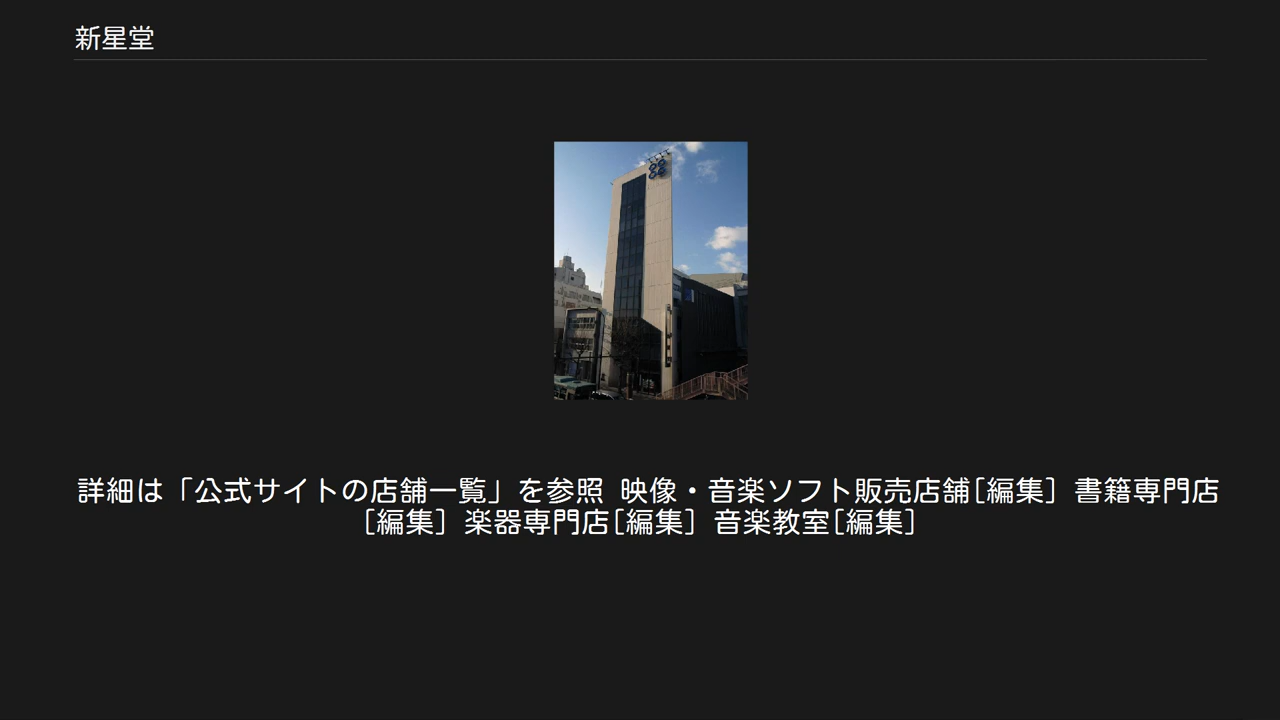 新星堂
詳細は「公式サイトの店舗一覧」を参照 映像・音楽ソフト販売店舗[編集] 書籍専門店
[編集] 楽器専門店[編集] 音楽教室[編集]